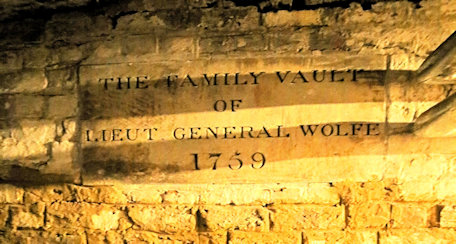 THE FAMILY VAULT
OF
LIEUT GENERAL WOLFE
1759